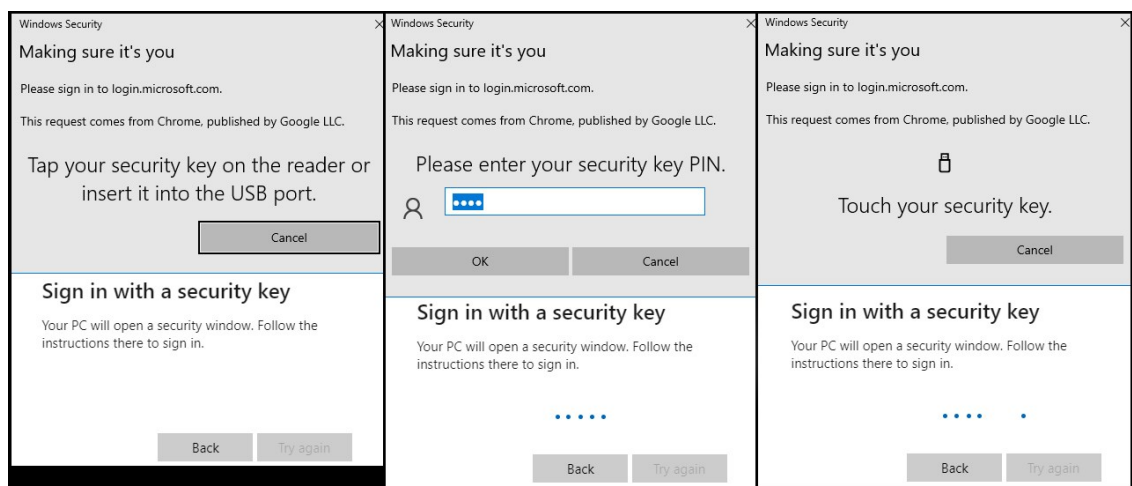 Windows Security
Making sure it's you
Please sign in to login.microsoft.com.
This request comes from Chrome, published by Google LLC.
Tap your security key on the reader or
insert it into the USB port.
Cancel
Sign in with a security key
Your PC will open a security window. Follow the
instructions there to sign in.
Back
Try again
Windows Security
Making sure it's you
Please sign in to login.microsoft.com.
This request comes from Chrome, published by Google LLC.
Please enter your security key PIN.
OK
Cancel
Sign in with a security key
Your PC will open a security window. Follow the
instructions there to sign in.
Back
Try again
Windows Security
Making sure it's you
Please sign in to login.microsoft.com.
This request comes from Chrome, published by Google LLC.
Touch your security key.
Cancel
Sign in with a security key
Your PC will open a security window. Follow the
instructions there to sign in.
Back
Try again